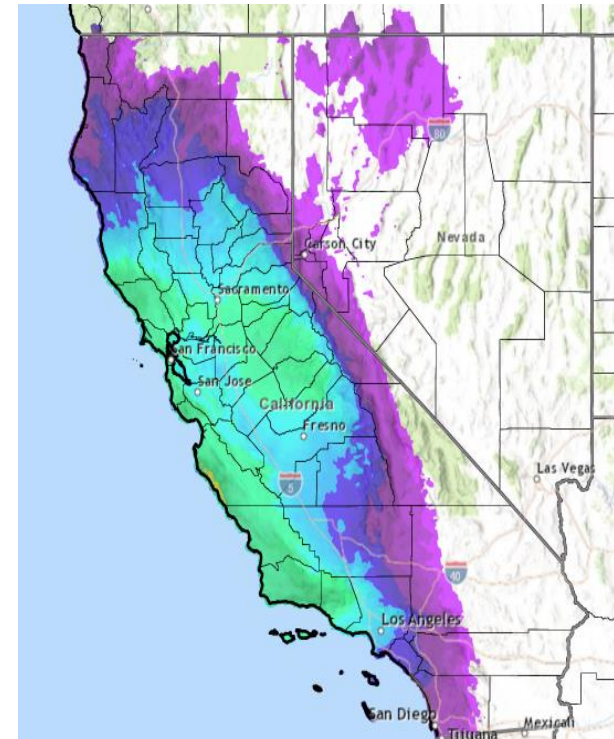 80
Carson City
Nevada
Sacramento
San Francisco
San Jose
California
Fresno
5
Las Vegas
40
Los Angeles
San Diego
Mexicali
Tijuana